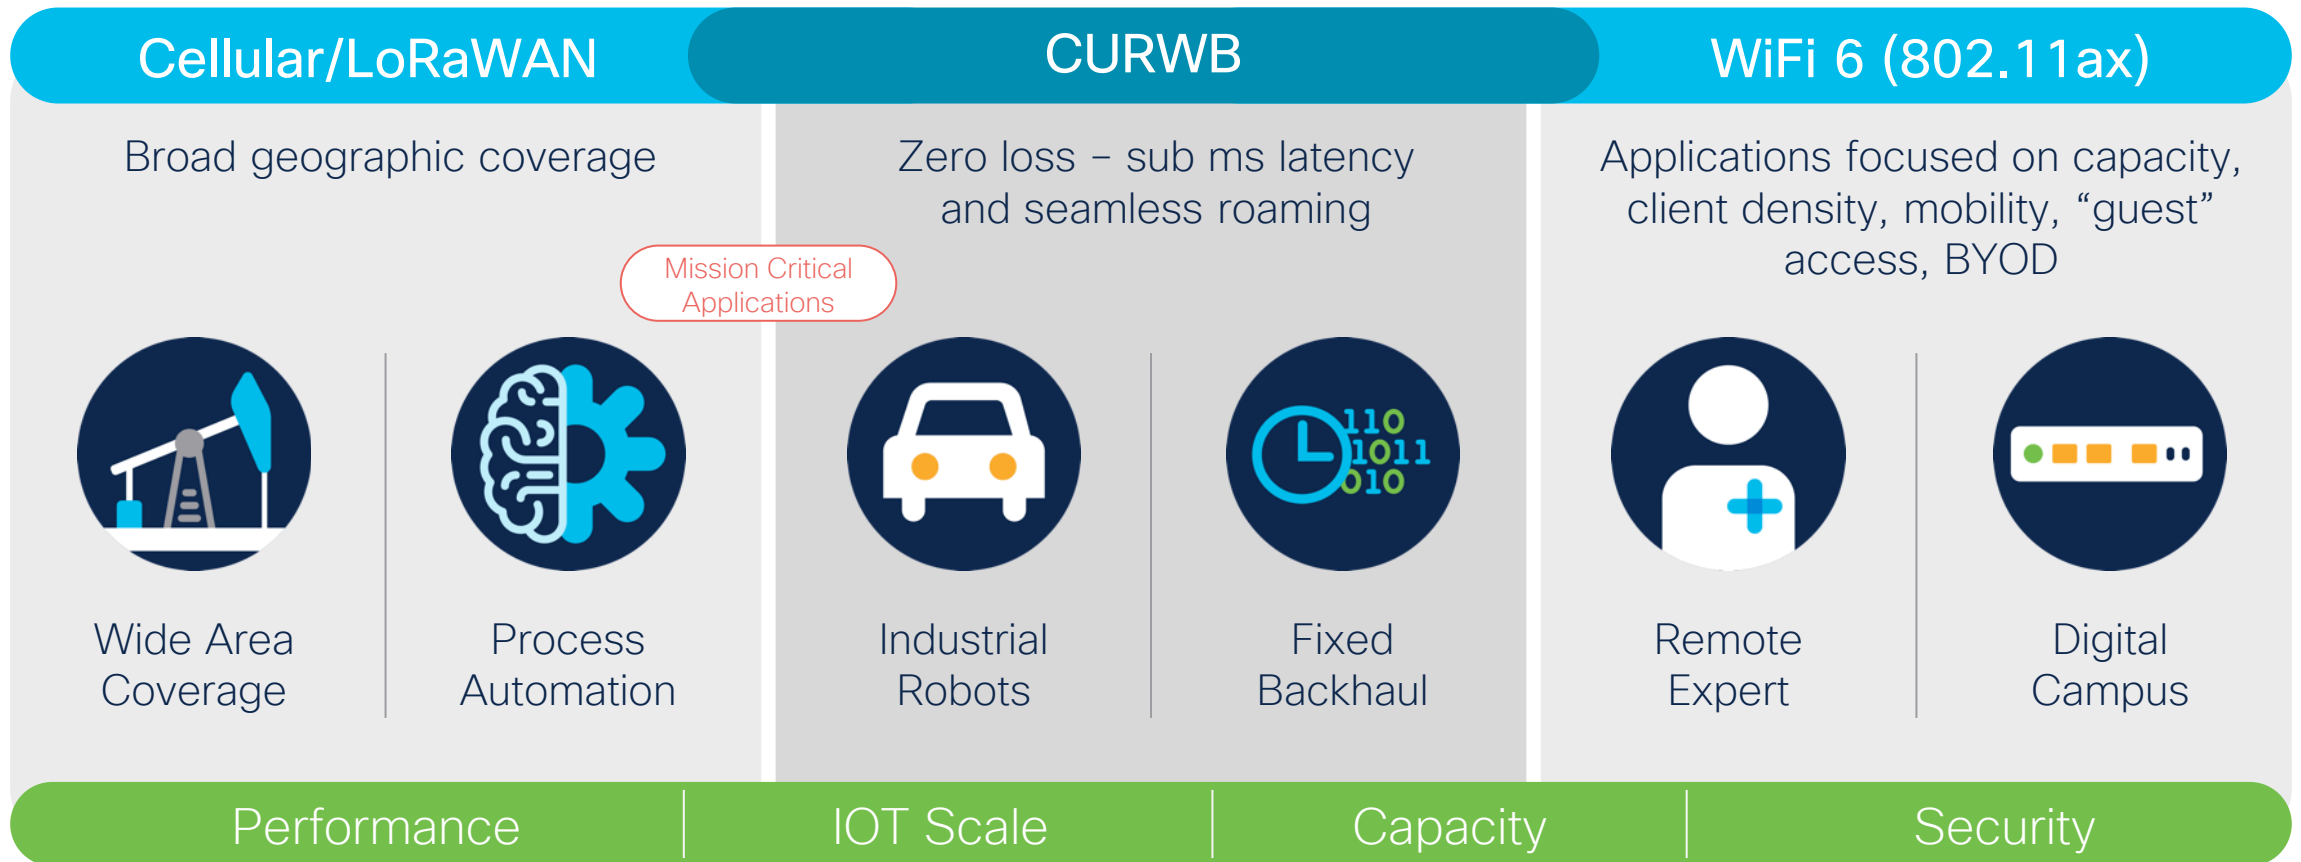 Cellular/LoRaWAN
CURWB
WiFi 6 (802.11ax)
Broad geographic coverage
Zero loss – sub ms latency
and seamless roaming
Applications focused on capacity,
client density, mobility, “guest”
access, BYOD
Mission Critical
Applications
110
1011
010
Wide Area
Coverage
Process
Automation
Industrial
Robots
Fixed
Backhaul
Remote
Expert
Digital
Campus
Performance
IOT Scale
Capacity
Security